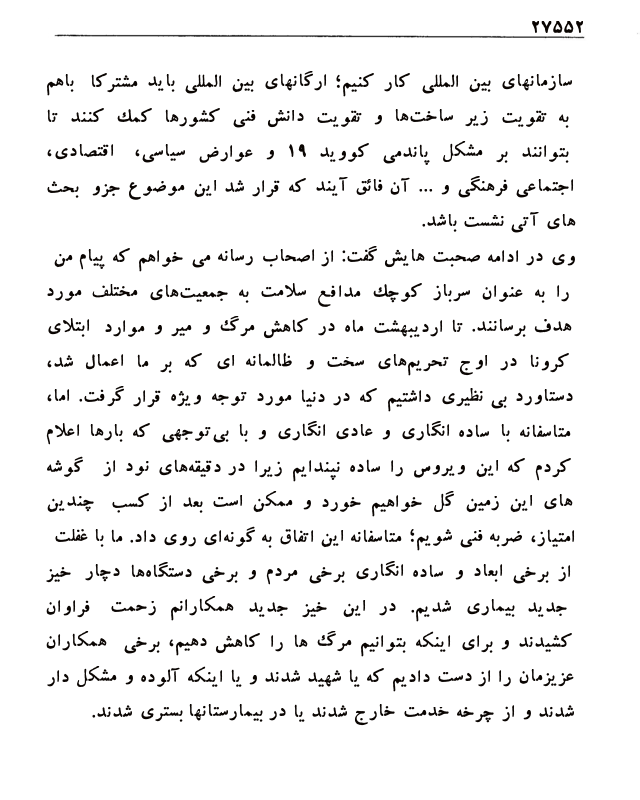 ۲۷۵۵۲
سازمانهای بین المللی کار کنیم؛ ارگانهای بین المللی باید مشترکا باهم
به تقویت زیر ساخت‌ها و تقویت دانش فنی کشورها کمک کنند تا
بتوانند بر مشکل پاندمی کووید ۱۹ و عوارض سیاسی، اقتصادی،
اجتماعی فرهنگی و ... آن فائق آیند که قرار شد این موضوع جزو بحث
های آتی نشست باشد.
وی در ادامه صحبت هایش گفت: از اصحاب رسانه می خواهم که پیام من
را به عنوان سرباز کوچک مدافع سلامت به جمعیت‌های مختلف مورد
هدف برسانند. تا اردیبهشت ماه در کاهش مرگ و میر و موارد ابتلای
کرونا در اوج تحریم‌های سخت و ظالمانه ای که بر ما اعمال شد،
دستاورد بی نظیری داشتیم که در دنیا مورد توجه ویژه قرار گرفت. اما،
متاسفانه با ساده انگاری و عادی انگاری و با بی‌توجهی که بارها اعلام
کردم که این ویروس را ساده نپندایم زیرا در دقیقه‌های نود از گوشه
های این زمین گل خواهیم خورد و ممکن است بعد از کسب چندین
امتیاز، ضربه فنی شویم؛ متاسفانه این اتفاق به گونه‌ای روی داد. ما با غفلت
از برخی ابعاد و ساده انگاری برخی مردم و برخی دستگاه‌ها دچار خیز
جدید بیماری شدیم. در این خیز جدید همکارانم زحمت فراوان
کشیدند و برای اینکه بتوانیم مرگ ها را کاهش دهیم، برخی همکاران
عزیزمان را از دست دادیم که یا شهید شدند و یا اینکه آلوده و مشکل دار
شدند و از چرخه خدمت خارج شدند یا در بیمارستانها بستری شدند.